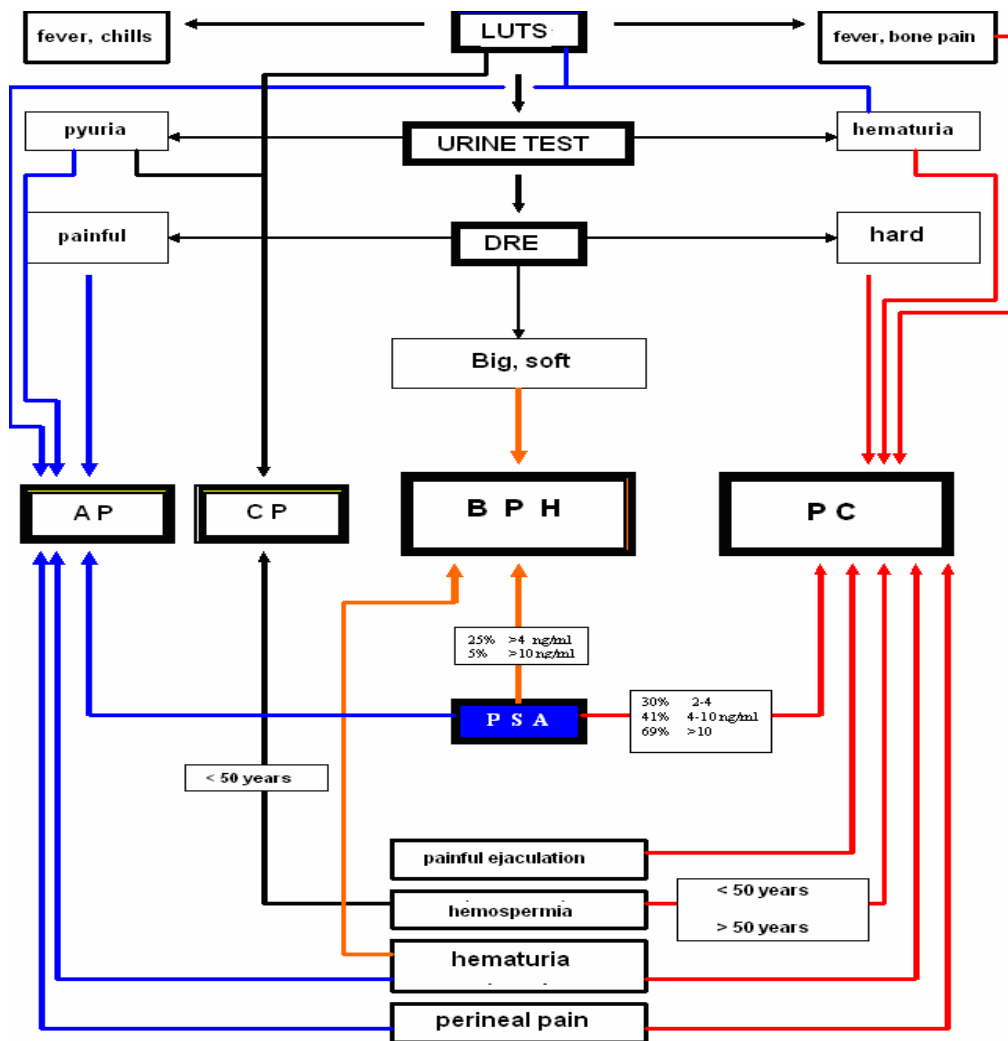 fever, chills
LUTS
fever, bone pain
pyuria
URINE TEST
hematuria
painful
DRE
hard
Big, soft
A P
C P
B P H
P C
25% >4 ng/ml
5% >10 ng/ml
P S A
30% 2-4
41% 4-10 ng/ml
69% >10
< 50 years
painful ejaculation
hemospermia
< 50 years
> 50 years
hematuria
perineal pain